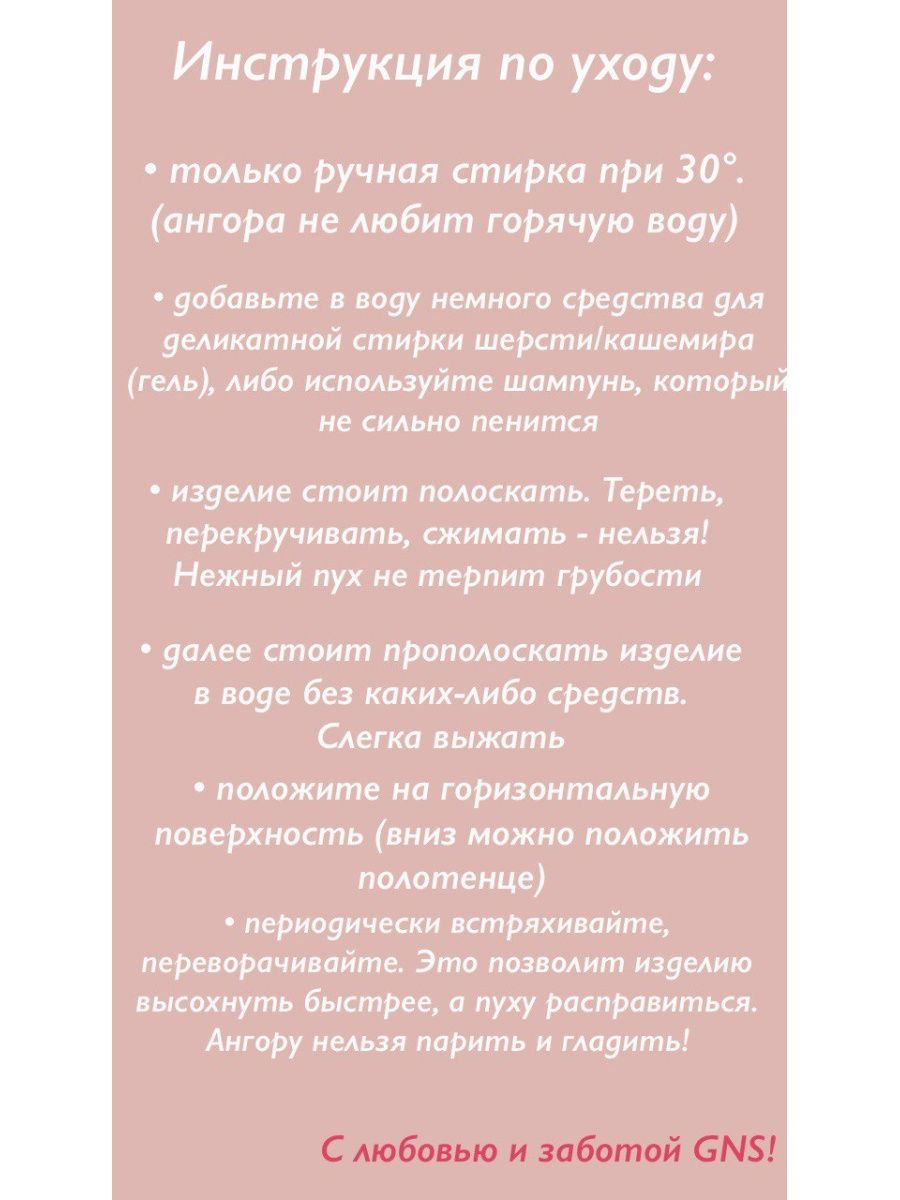 Инструкция по уходу:
• только ручная стирка при 30°.
(ангора не любит горячую воду)
• добавьте в воду немного средства для
деликатной стирки шерсти/кашемира
(гель), либо используйте шампунь, который
не сильно пенится
• изделие стоит полоскать. Тереть,
перекручивать, сжимать - нельзя!
Нежный пух не терпит грубости
• далее стоит прополоскать изделие
в воде без каких-либо средств.
Слегка выжать
• положите на горизонтальную
поверхность (вниз можно положить
полотенце)
• периодически встряхивайте,
переворачивайте. Это позволит изделию
высохнуть быстрее, а пуху расправиться.
Ангору нельзя парить и гладить!
С любовью и заботой GNS!